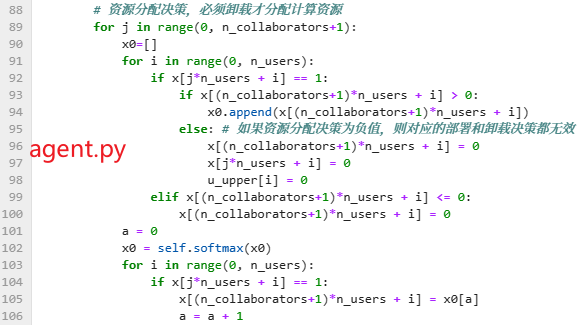 88 # 资源分配决策，必须卸载才分配计算资源
89 for j in range(0, n_collaborators+1):
90 x0=[]
91 for i in range(0, n_users):
92 if x[j*n_users + i] == 1:
93 if x[(n_collaborators+1)*n_users + i] > 0:
94 x0.append(x[(n_collaborators+1)*n_users + i])
95 else: # 如果资源分配决策为负值，则对应的部署和卸载决策都无效
96 x[(n_collaborators+1)*n_users + i] = 0
agent.py
97 x[j*n_users + i] = 0
98 u_upper[i] = 0
99 elif x[(n_collaborators+1)*n_users + i] <= 0:
100 x[(n_collaborators+1)*n_users + i] = 0
101 a = 0
102 x0 = self.softmax(x0)
103 for i in range(0, n_users):
104 if x[j*n_users + i] == 1:
105 x[(n_collaborators+1)*n_users + i] = x0[a]
106 a = a + 1